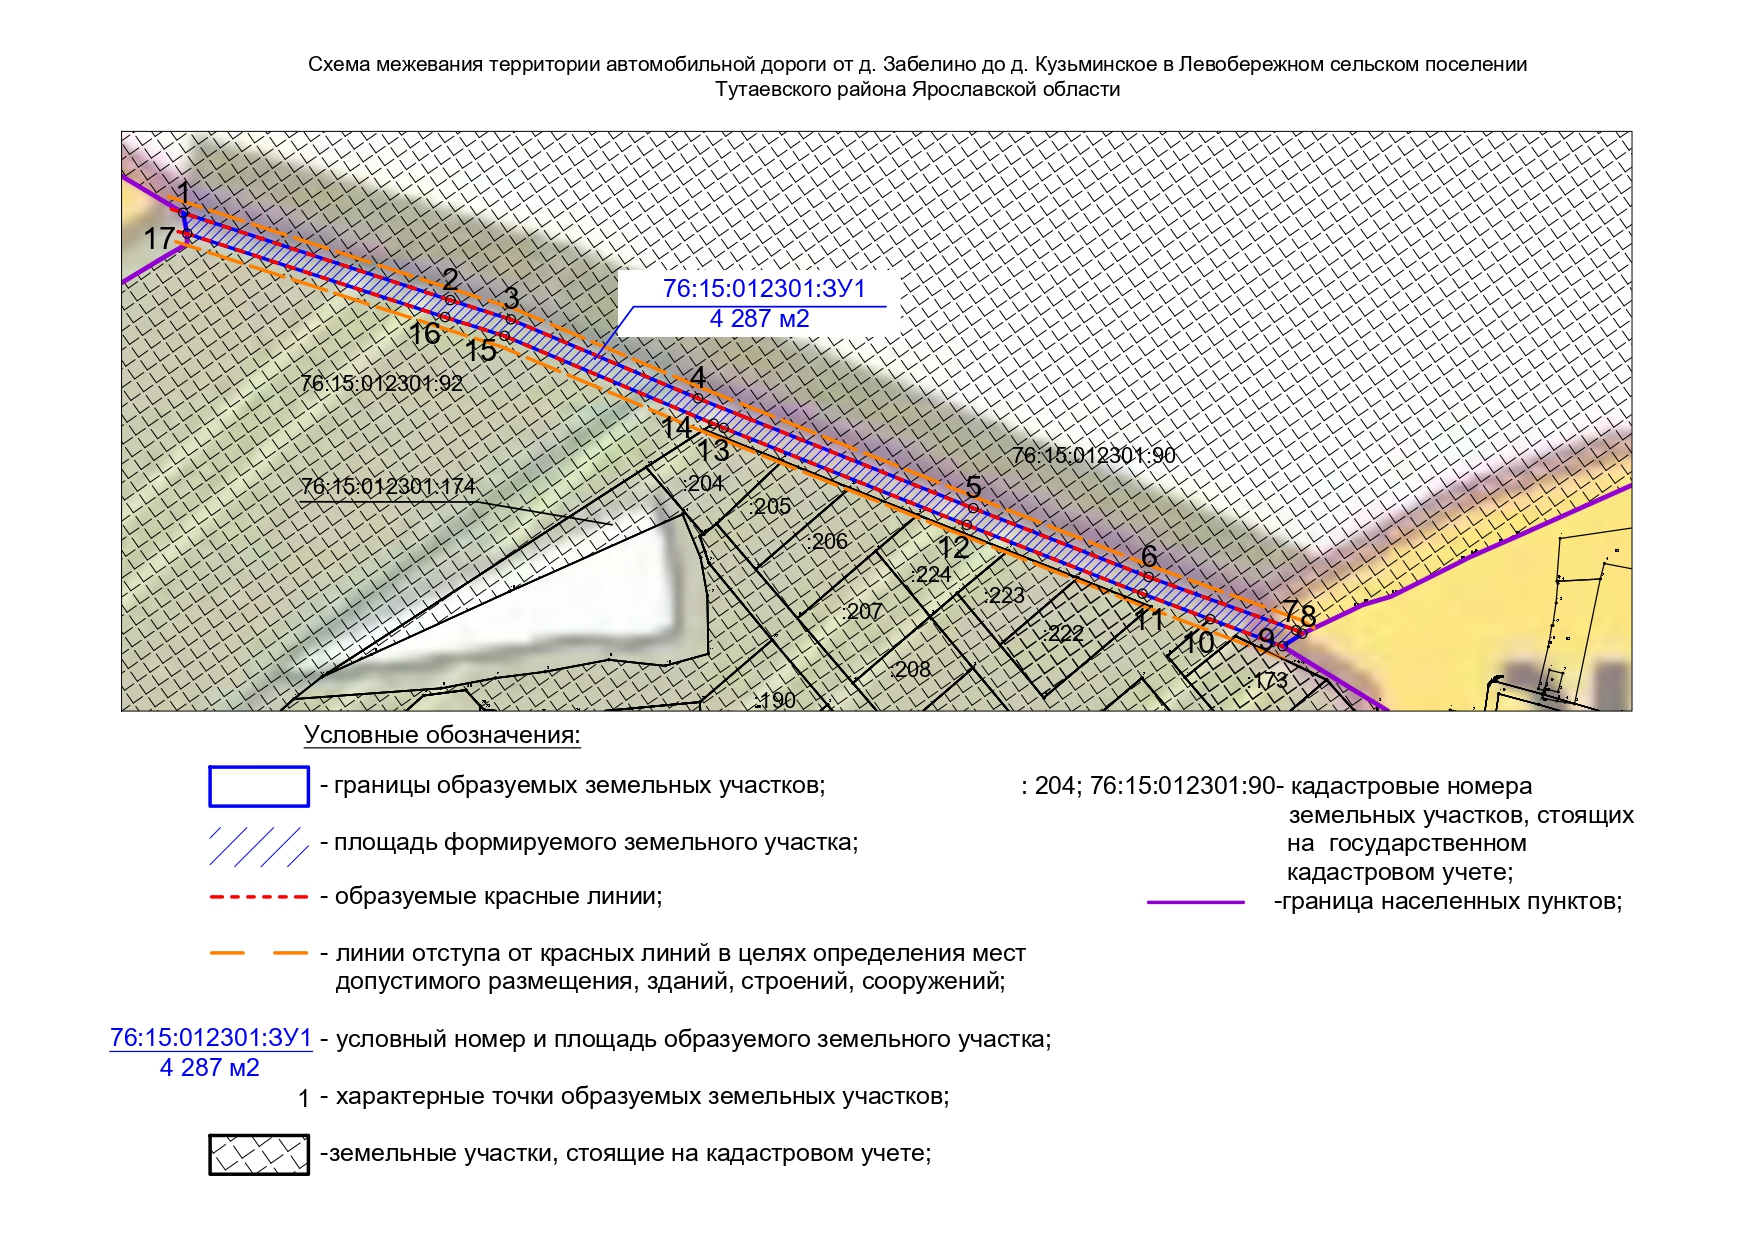 Схема межевания территории автомобильной дороги от д. Забелино до д. Кузьминское в Левобережном сельском поселении
Тутаевского района Ярославской области
1
17
2
3
76:15:012301:ЗУ1
4 287 м2
16
15
76:15:012301:92
4
14
13
76:15:012301:90
76:15:012301:174
:204
5
:205
:206
12
6
:224
:223
7
8
:207
11
:222
10
9
:208
:173
:190
Условные обозначения:
- границы образуемых земельных участков;
- площадь формируемого земельного участка;
- образуемые красные линии;
- линии отступа от красных линий в целях определения мест
допустимого размещения, зданий, строений, сооружений;
76:15:012301:ЗУ1 - условный номер и площадь образуемого земельного участка;
4 287 м2
1 - характерные точки образуемых земельных участков;
-земельные участки, стоящие на кадастровом учете;
: 204; 76:15:012301:90- кадастровые номера
земельных участков, стоящих
на государственном
кадастровом учете;
-граница населенных пунктов;